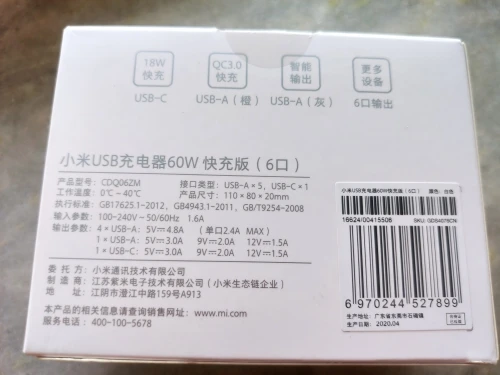 18W
快充
USB-C
QC3.0
快充
USB-A（橙）
智能
输出
USB-A（灰）
更多
设备
6口输出
小米USB充电器60W 快充版（6口）
产品型号: CDQ06ZM 接口类型: USB-A×5, USB-C×1
工作温度: 0℃~40℃ 产品尺寸: 110×80×20mm
执行标准: GB17625.1-2012, GB4943.1-2011, GB/T9254-2008
输入参数: 100-240V~50/60Hz 1.6A
输出参数: 4×USB-A: 5V⎓4.8A （单口2.4A MAX）
1×USB-A: 5V⎓3.0A 9V⎓2.0A 12V⎓1.5A
1×USB-C: 5V⎓3.0A 9V⎓2.0A 12V⎓1.5A
委 托 方: 小米通讯技术有限公司
制 造 商: 江苏紫米电子技术有限公司（小米生态链企业）
地 址: 江阴市澄江中路159号A913
本产品的相关信息请查询销售网址: www.mi.com
服务电话: 400-100-5678
小米USB充电器60W快充版（6口） 颜色: 白色
16624/00415506 SKU: GDS4078CN
6 970244 527899
生产地址: 广东省东莞市石碣镇
生产日期: 2020.04